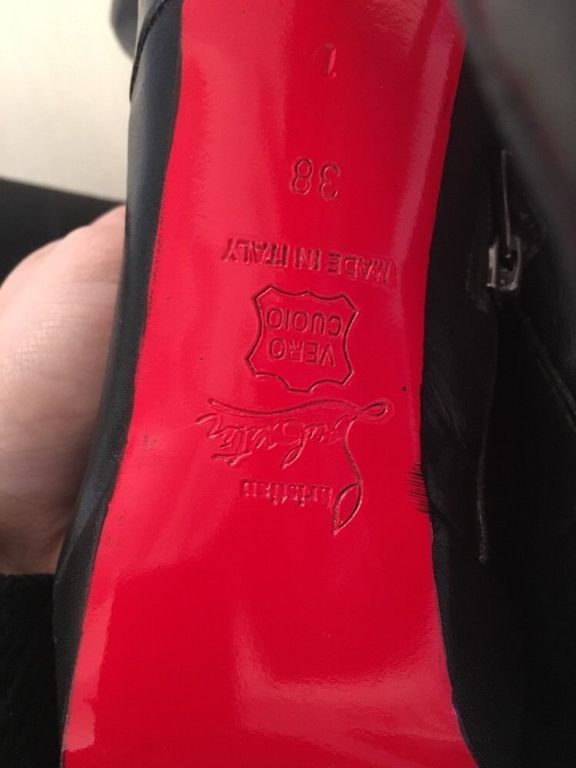 Christian
Louboutin
VERO
CUOIO
MADE IN ITALY
38